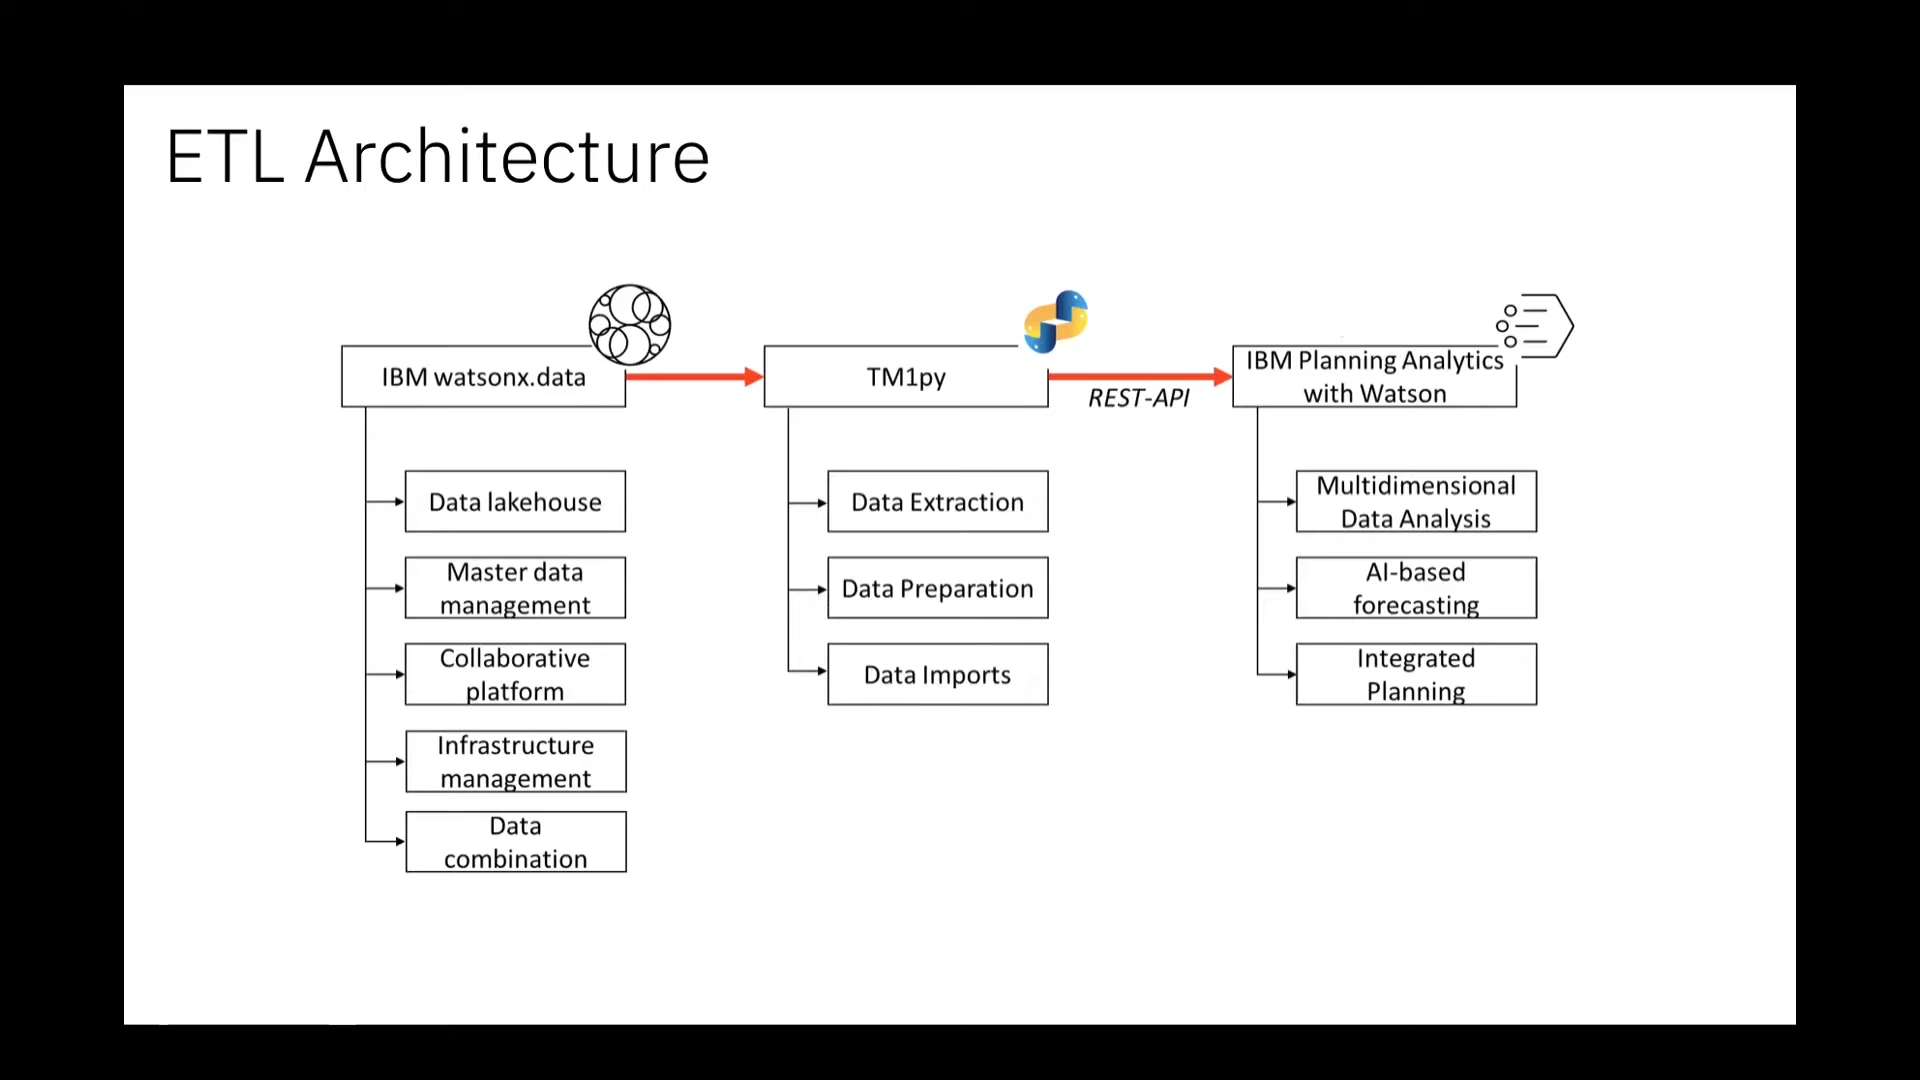 ETL Architecture
IBM watsonx.data
TM1py
REST-API
IBM Planning Analytics
with Watson
Data lakehouse
Master data
management
Collaborative
platform
Infrastructure
management
Data
combination
Data Extraction
Data Preparation
Data Imports
Multidimensional
Data Analysis
AI-based
forecasting
Integrated
Planning